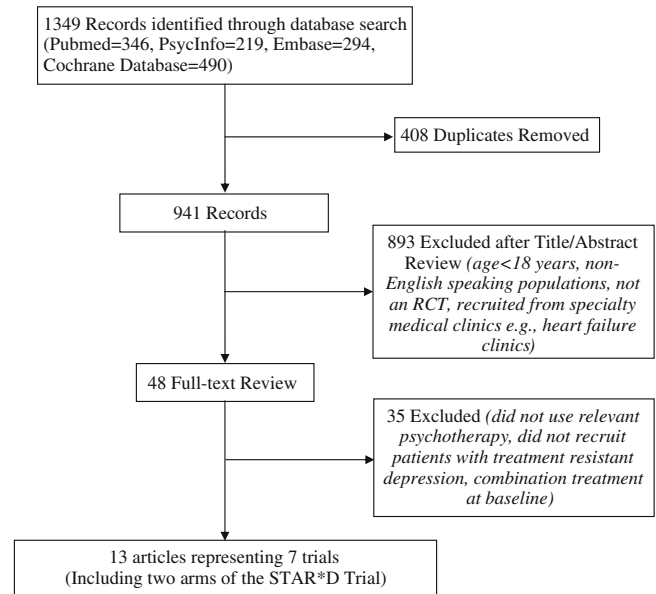 1349 Records identified through database search
(Pubmed=346, PsycInfo=219, Embase=294,
Cochrane Database=490)
408 Duplicates Removed
941 Records
893 Excluded after Title/Abstract
Review (age<18 years, non-
English speaking populations, not
an RCT, recruited from specialty
medical clinics e.g., heart failure
clinics)
48 Full-text Review
35 Excluded (did not use relevant
psychotherapy, did not recruit
patients with treatment resistant
depression, combination treatment
at baseline)
13 articles representing 7 trials
(Including two arms of the STAR*D Trial)